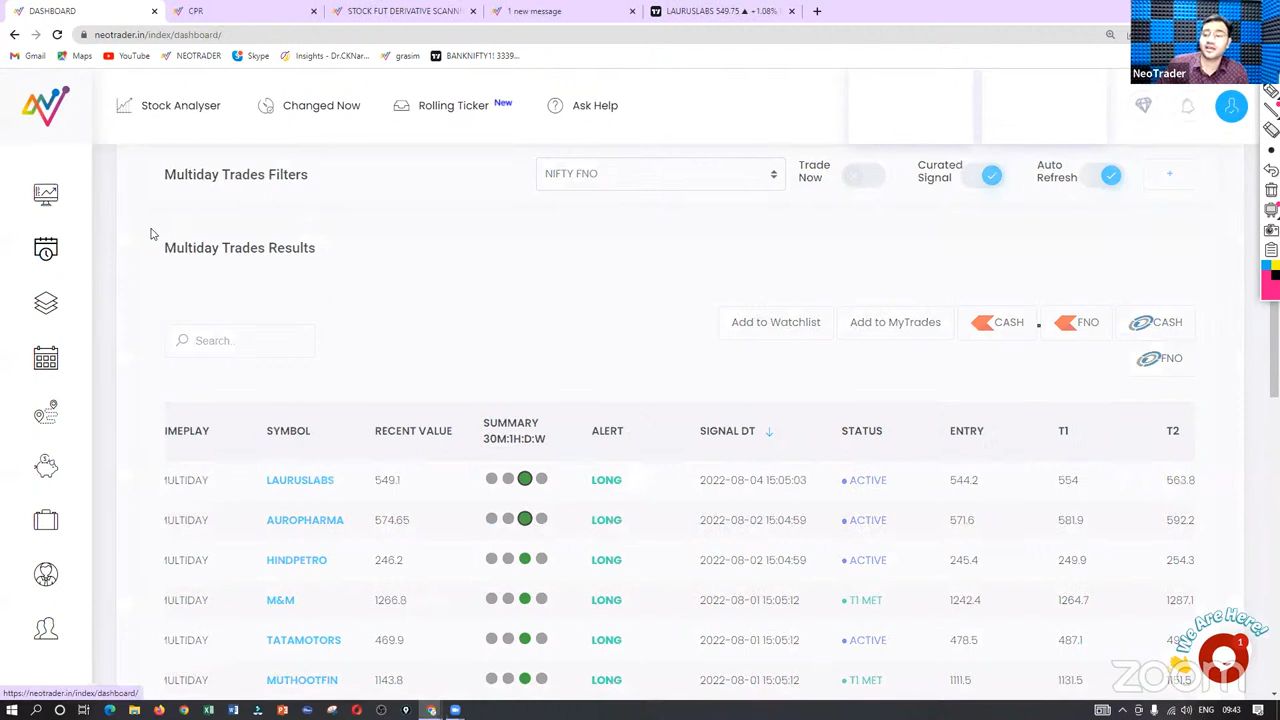 DASHBOARD
CPR
STOCK FUT DERIVATIVE SCANNI
1 new message
LAURUSLABS 549.75 ▲ +1.08%
neotrader.in/index/dashboard/
Gmail
Maps
YouTube
NEOTRADER
Skype
Insights - Dr.CKNar...
grasim
NeoTrader
Stock Analyser
Changed Now
Rolling Ticker New
Ask Help
Multiday Trades Filters
NIFTY FNO
Trade Now
Curated Signal
Auto Refresh
+
Multiday Trades Results
Search..
Add to Watchlist
Add to MyTrades
CASH
FNO
CASH
FNO
IMEPLAY SYMBOL RECENT VALUE SUMMARY 30M:1H:D:W ALERT SIGNAL DT ↓ STATUS ENTRY T1 T2
MULTIDAY LAURUSLABS 549.1 LONG 2022-08-04 15:05:03 ACTIVE 544.2 554 563.8
MULTIDAY AUROPHARMA 574.65 LONG 2022-08-02 15:04:59 ACTIVE 571.6 581.9 592.2
MULTIDAY HINDPETRO 246.2 LONG 2022-08-02 15:04:59 ACTIVE 245.4 249.9 254.3
MULTIDAY M&M 1266.8 LONG 2022-08-01 15:05:12 T1 MET 1242.4 1264.7 1287.1
MULTIDAY TATAMOTORS 469.9 LONG 2022-08-01 15:05:12 ACTIVE 478.5 487.1
MULTIDAY MUTHOOTFIN 1143.8 LONG 2022-08-01 15:05:12 T1 MET 1111.5 1131.5
We Are Here!
1
zoom
https://neotrader.in/index/dashboard/
ENG 09:43